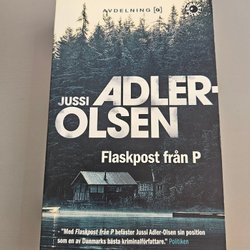 AVDELNING [Q]
JUSSI ADLER-
OLSEN
Flaskpost från P
"Med Flaskpost från P befäster Jussi Adler-Olsen sin position
som en av Danmarks bästa kriminalförfattare." Politiken